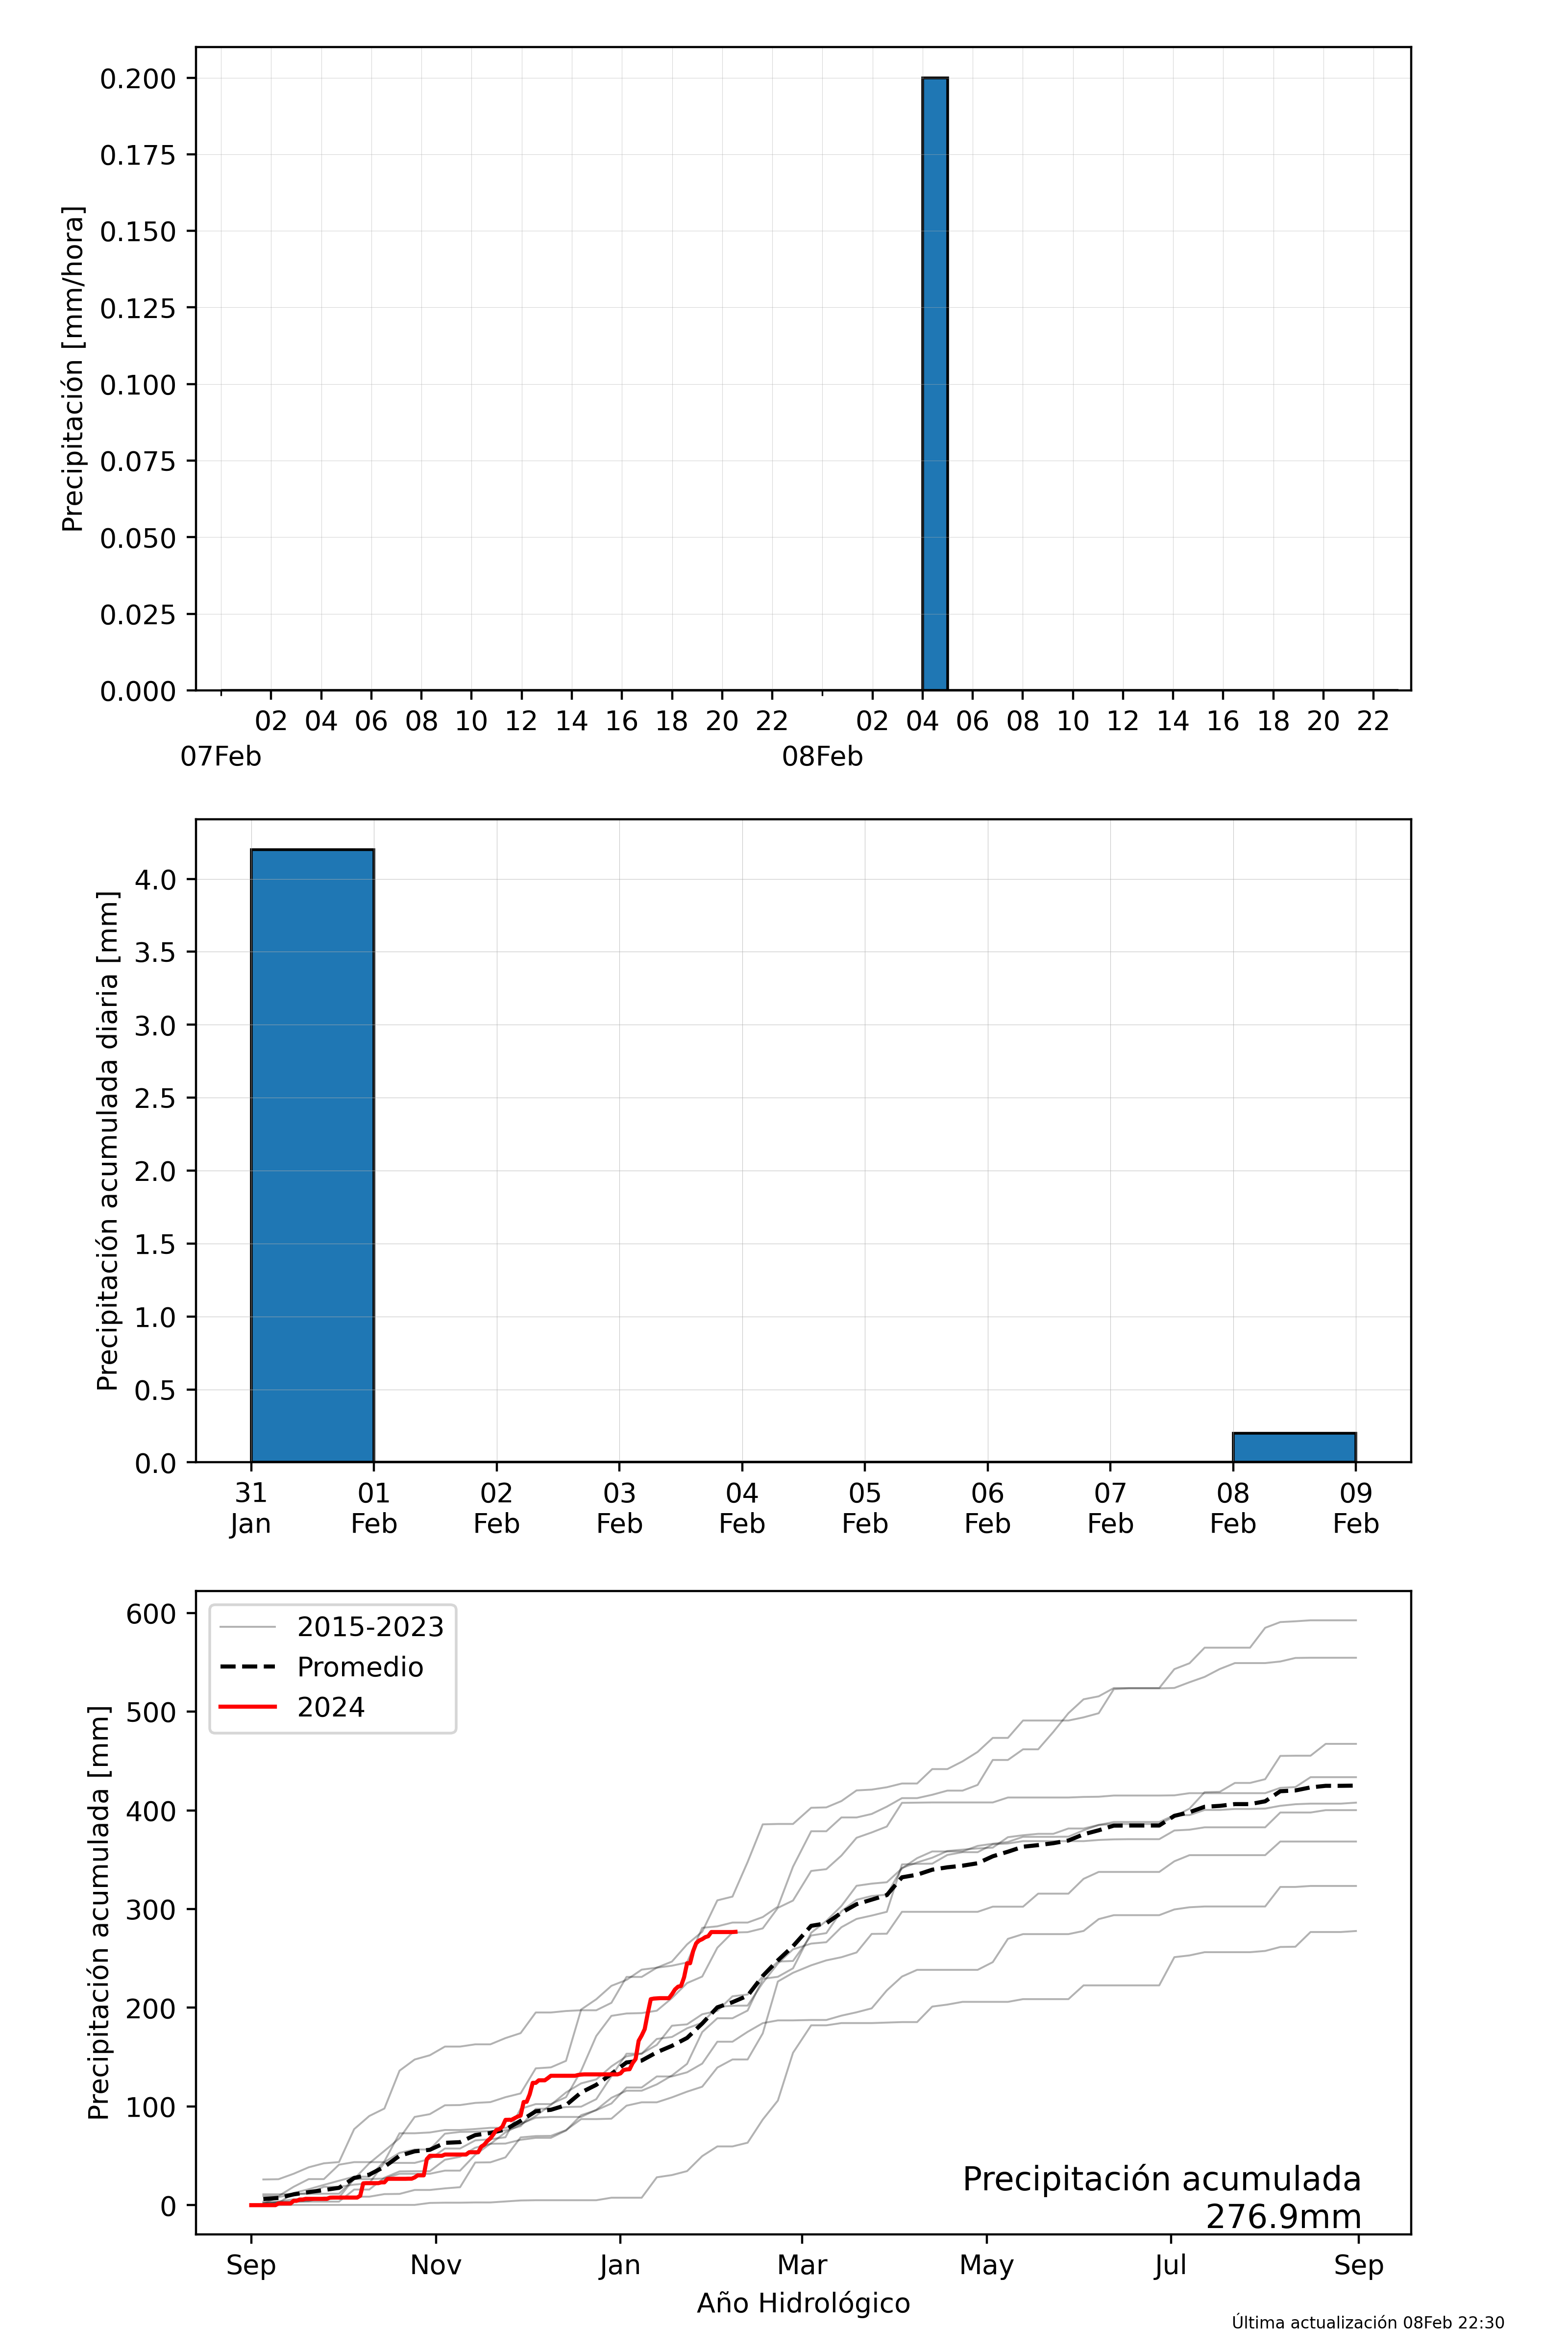 Precipitación [mm/hora]
0.200
0.175
0.150
0.125
0.100
0.075
0.050
0.025
0.000
02 04 06 08 10 12 14 16 18 20 22 02 04 06 08 10 12 14 16 18 20 22
07Feb 08Feb
Precipitación acumulada diaria [mm]
4.0
3.5
3.0
2.5
2.0
1.5
1.0
0.5
0.0
31 01 02 03 04 05 06 07 08 09
Jan Feb Feb Feb Feb Feb Feb Feb Feb Feb
Precipitación acumulada [mm]
600
500
400
300
200
100
0
2015-2023
Promedio
2024
Precipitación acumulada
276.9mm
Sep Nov Jan Mar May Jul Sep
Año Hidrológico
Última actualización 08Feb 22:30